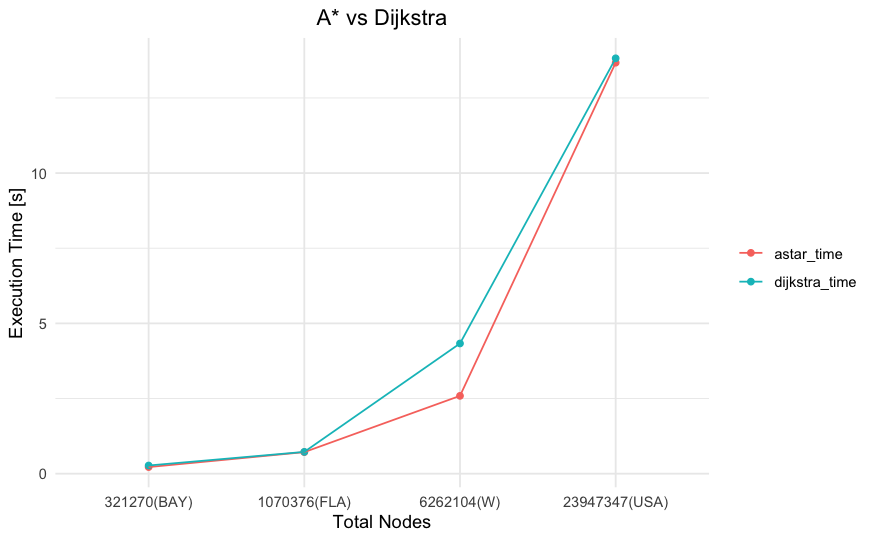 A* vs Dijkstra
Execution Time [s]
10
5
0
321270(BAY) 1070376(FLA) 6262104(W) 23947347(USA)
Total Nodes
astar_time
dijkstra_time